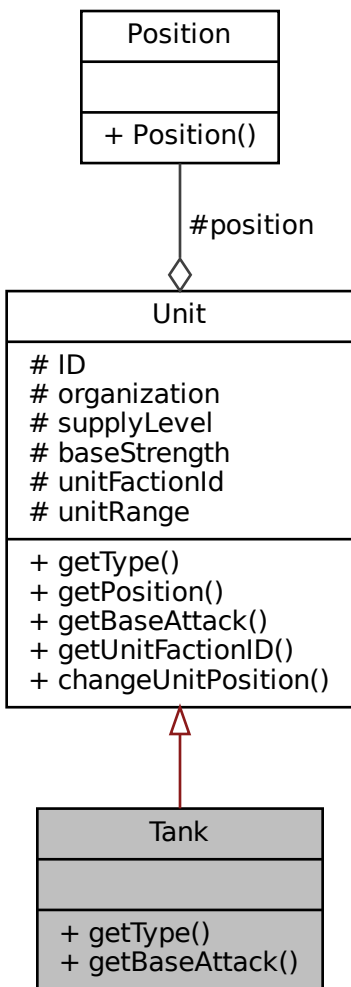 Position
+ Position()
#position
Unit
# ID
# organization
# supplyLevel
# baseStrength
# unitFactionId
# unitRange
+ getType()
+ getPosition()
+ getBaseAttack()
+ getUnitFactionID()
+ changeUnitPosition()
Tank
+ getType()
+ getBaseAttack()